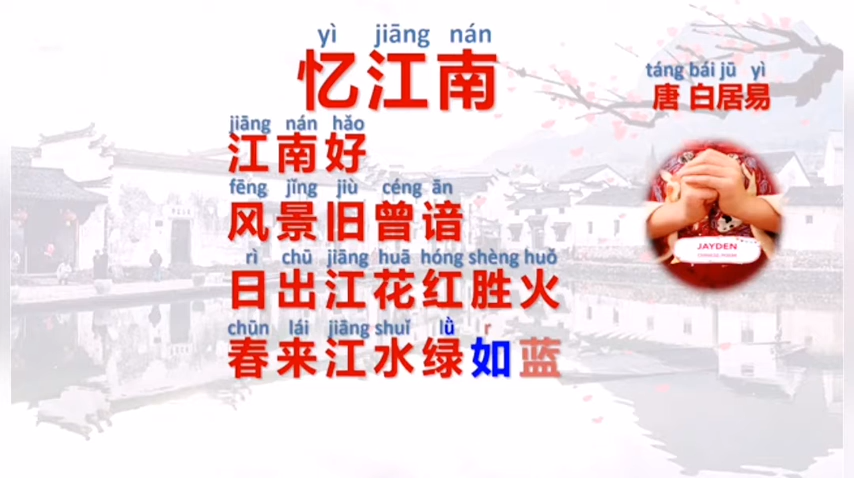 yì jiāng nán
忆江南
táng bái jū yì
唐 白居易
jiāng nán hǎo
江南好
fēng jǐng jiù céng ān
风景旧曾谙
rì chū jiāng huā hóng shèng huǒ
日出江花红胜火
chūn lái jiāng shuǐ lǜ r
春来江水绿如蓝
JAYDEN